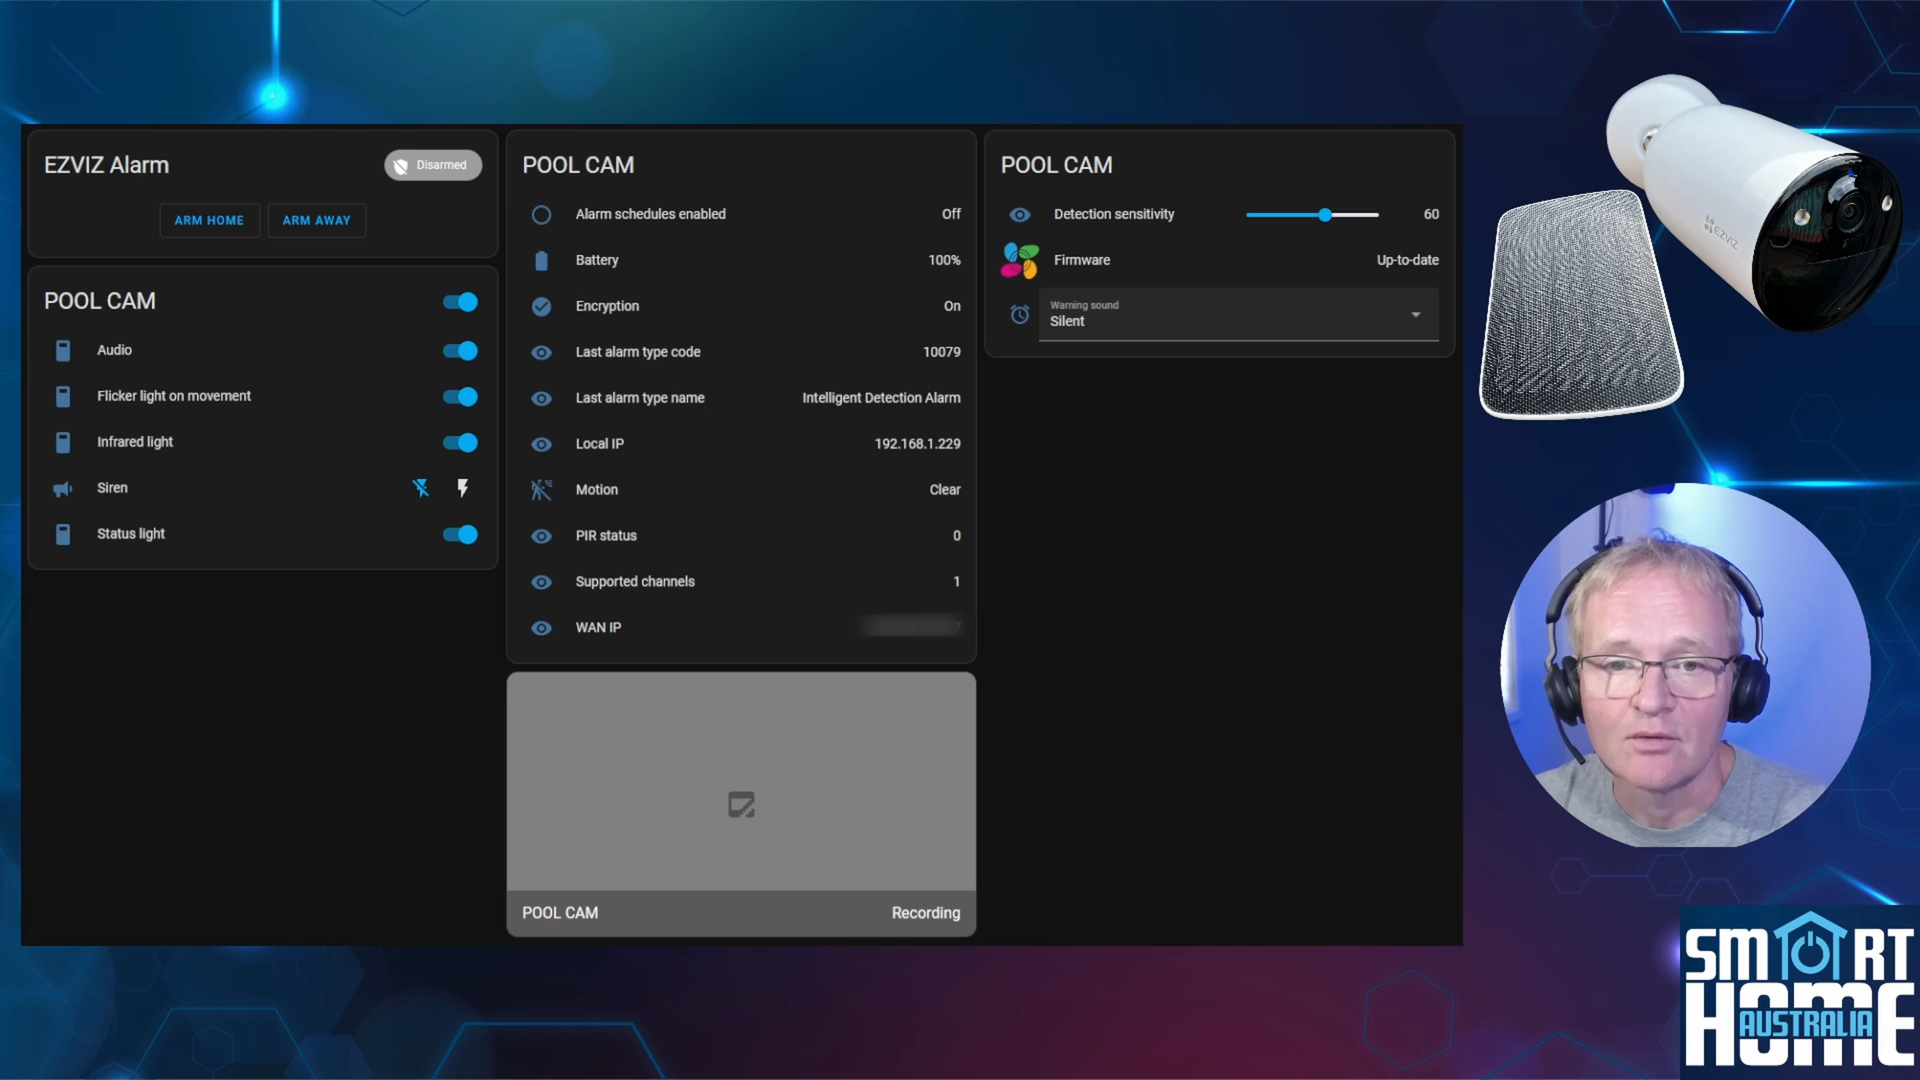 EZVIZ Alarm
Disarmed
ARM HOME ARM AWAY
POOL CAM
Audio
Flicker light on movement
Infrared light
Siren
Status light
POOL CAM
Alarm schedules enabled Off
Battery 100%
Encryption On
Last alarm type code 10079
Last alarm type name Intelligent Detection Alarm
Local IP 192.168.1.229
Motion Clear
PIR status 0
Supported channels 1
WAN IP
POOL CAM Recording
POOL CAM
Detection sensitivity 60
Firmware Up-to-date
Warning sound
Silent
EZVIZ
SMART
HOME
AUSTRALIA